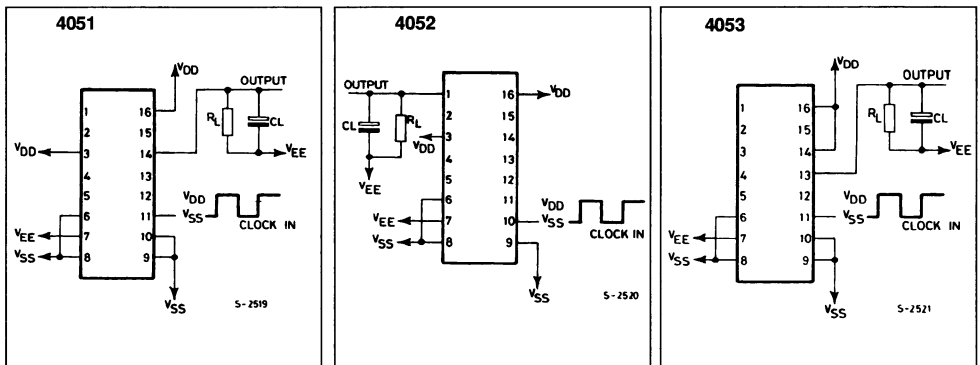 4051
VDD
OUTPUT
1 16
2 15
RL
CL
VDD
3 14
VEE
4 13
5 12
VDD
6 11
VSS
CLOCK IN
VEE
7 10
VSS
8 9
VSS
S-2519
4052
OUTPUT
1 16
VDD
CL
RL
2 15
VDD
3 14
4 13
VEE
5 12
6 11
VDD
VEE
7 10
VSS
CLOCK IN
VSS
8 9
VSS
S-2520
4053
VDD
OUTPUT
1 16
RL
CL
2 15
3 14
VEE
4 13
5 12
VDD
6 11
VSS
CLOCK IN
VEE
7 10
VSS
8 9
VSS
S-2521